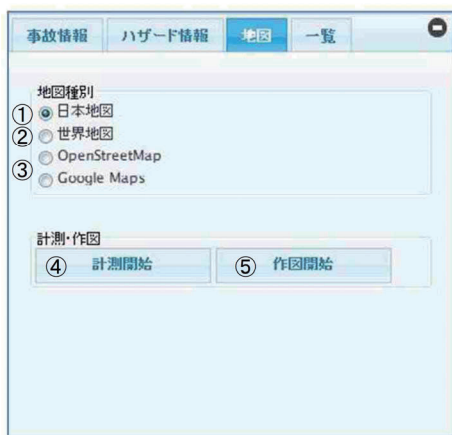 事故情報 ハザード情報 地図 一覧
地図種別
① 日本地図
② 世界地図
OpenStreetMap
③
Google Maps
計測・作図
④ 計測開始 ⑤ 作図開始